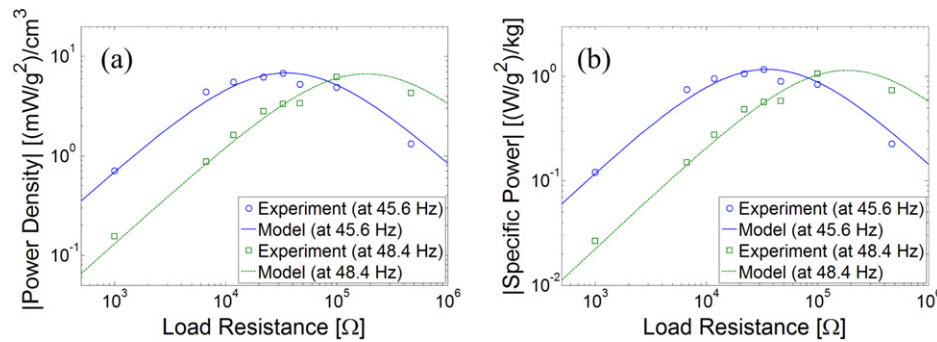 (a)
|Power Density| [(mW/g²)/cm³
10¹
10⁰
10⁻¹
10³
10⁴
10⁵
10⁶
Load Resistance [Ω]
Experiment (at 45.6 Hz)
Model (at 45.6 Hz)
Experiment (at 48.4 Hz)
Model (at 48.4 Hz)
(b)
|Specific Power| [(W/g²)/kg]
10⁰
10⁻¹
10⁻²
10³
10⁴
10⁵
10⁶
Load Resistance [Ω]
Experiment (at 45.6 Hz)
Model (at 45.6 Hz)
Experiment (at 48.4 Hz)
Model (at 48.4 Hz)